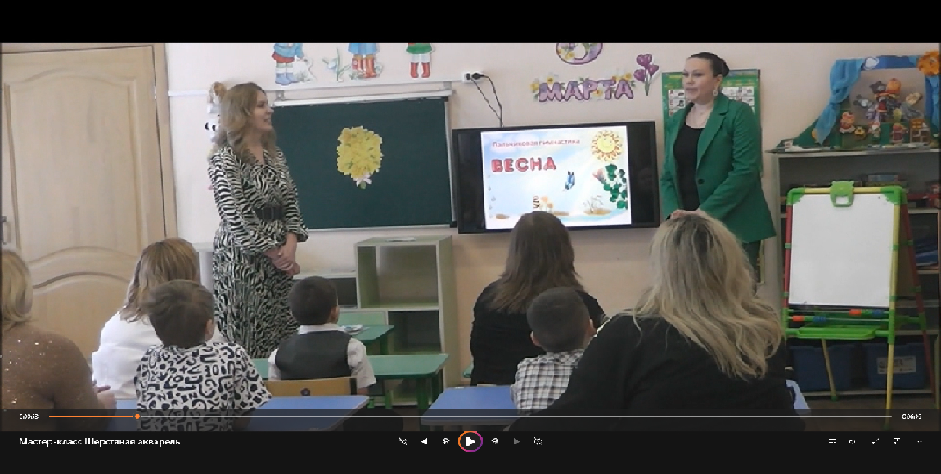 МАРТА
Пальчиковая гимнастика
ВЕСНА
Мастер-класс Шерстяная акварель